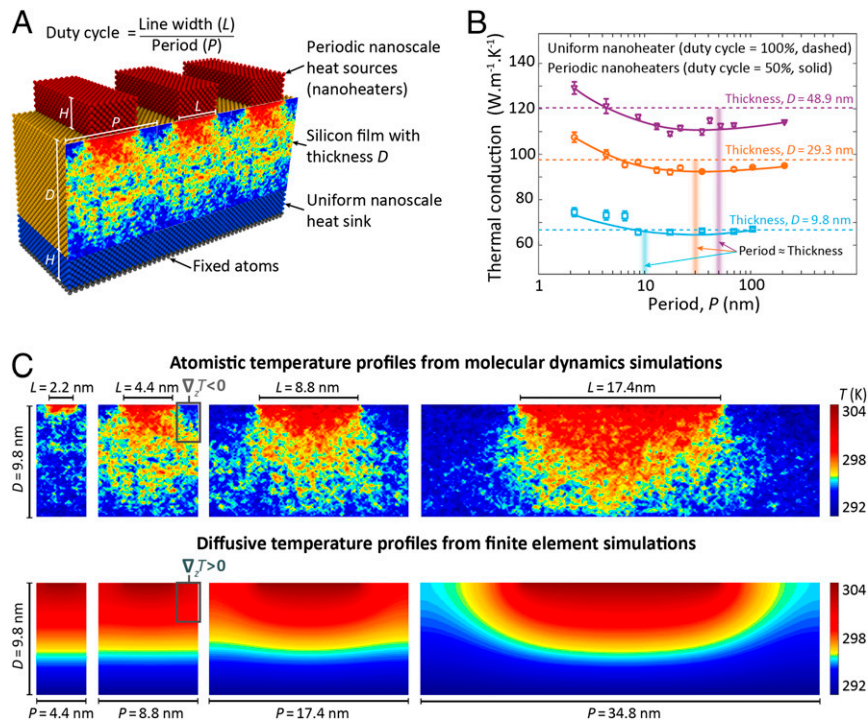 A
Duty cycle = Line width (L) / Period (P)
Periodic nanoscale
heat sources
(nanoheaters)
Silicon film with
thickness D
Uniform nanoscale
heat sink
Fixed atoms
H
P
L
D
H
B
Thermal conduction (W.m⁻¹.K⁻¹)
140
120
100
80
60
Uniform nanoheater (duty cycle = 100%, dashed)
Periodic nanoheaters (duty cycle = 50%, solid)
Thickness, D = 48.9 nm
Thickness, D = 29.3 nm
Thickness, D = 9.8 nm
Period ≈ Thickness
1
10
100
Period, P (nm)
C
Atomistic temperature profiles from molecular dynamics simulations
L = 2.2 nm
L = 4.4 nm
∇zT<0
L = 8.8 nm
L = 17.4nm
T (K)
D = 9.8 nm
304
298
292
Diffusive temperature profiles from finite element simulations
∇zT>0
D = 9.8 nm
304
298
292
P = 4.4 nm
P = 8.8 nm
P = 17.4 nm
P = 34.8 nm